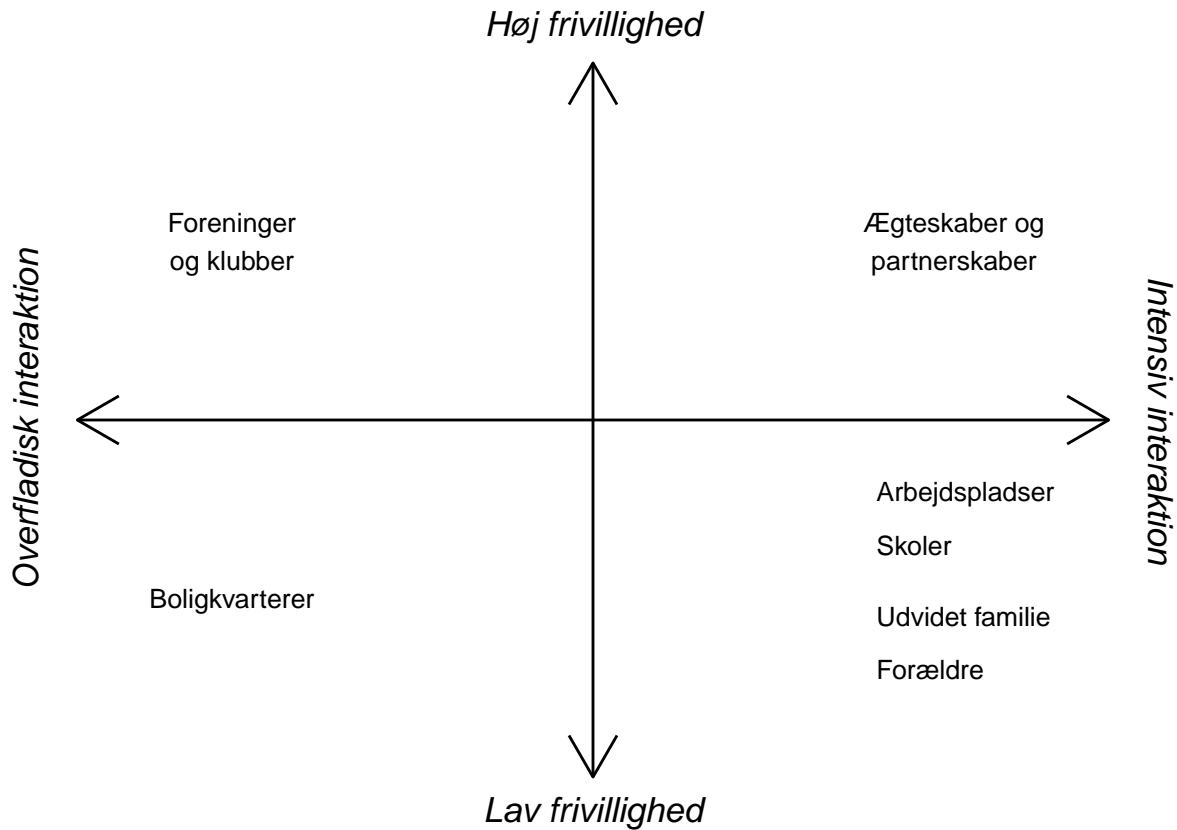 Høj frivillighed
Foreninger
og klubber
Ægteskaber og
partnerskaber
Overfladisk interaktion
Intensiv interaktion
Arbejdspladser
Skoler
Boligkvarterer
Udvidet familie
Forældre
Lav frivillighed